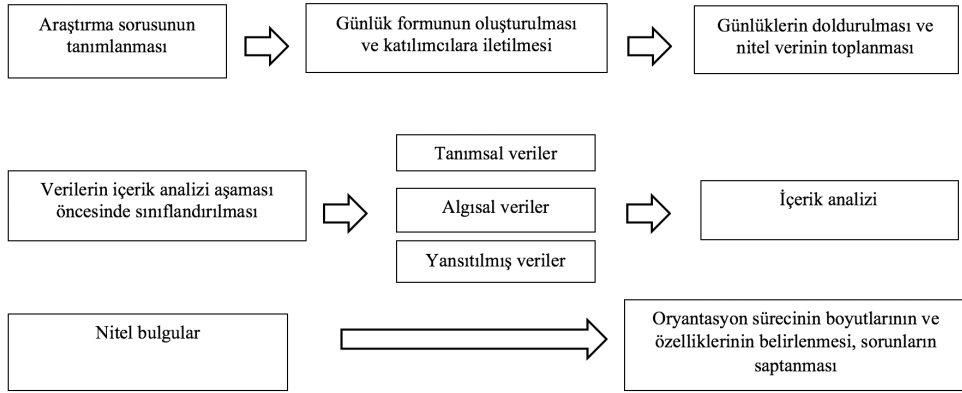 Araştırma sorusunun
tanımlanması
Günlük formunun oluşturulması
ve katılımcılara iletilmesi
Günlüklerin doldurulması ve
nitel verinin toplanması
Verilerin içerik analizi aşaması
öncesinde sınıflandırılması
Tanımsal veriler
Algısal veriler
Yansıtılmış veriler
İçerik analizi
Nitel bulgular
Oryantasyon sürecinin boyutlarının ve
özelliklerinin belirlenmesi, sorunların
saptanması